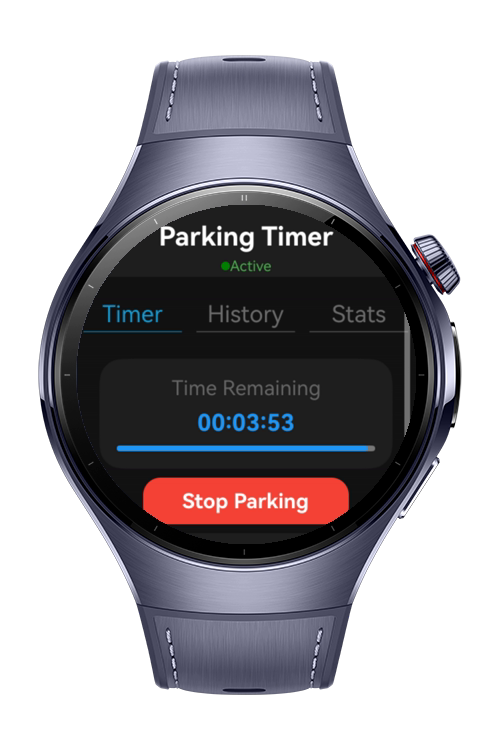 Parking Timer
Active
Timer History Stats
Time Remaining
00:03:53
Stop Parking